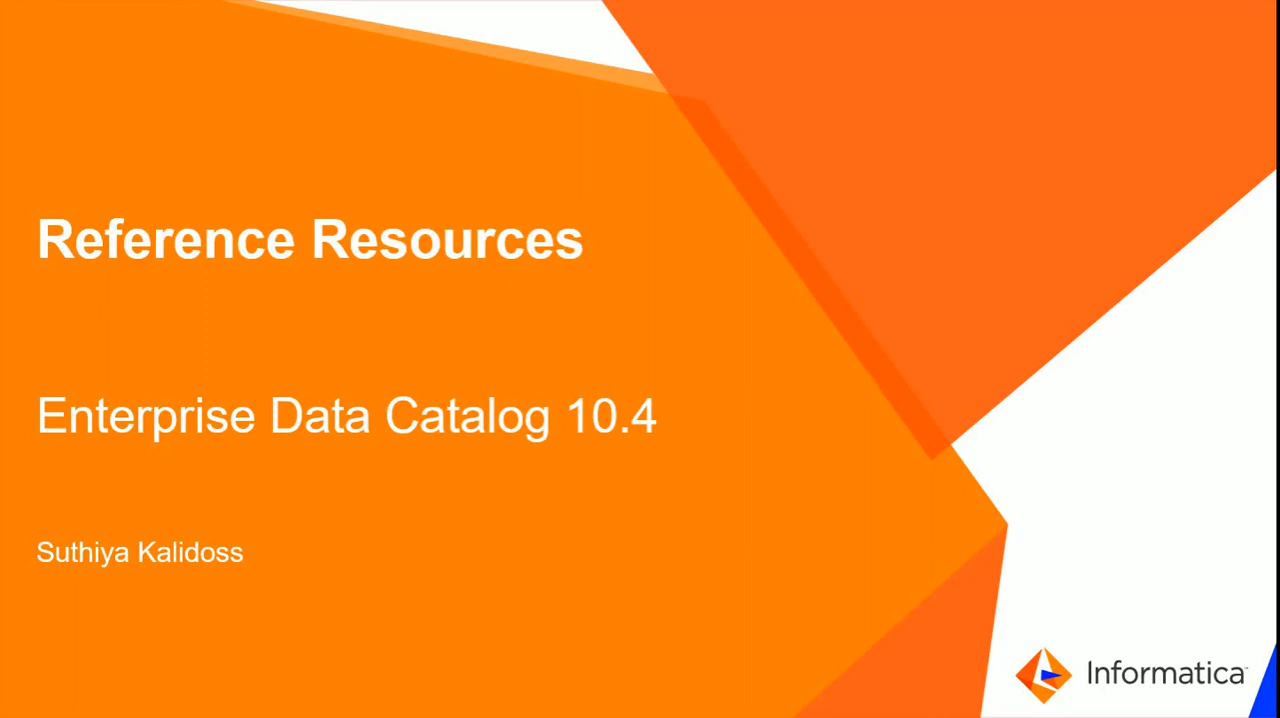 Reference Resources
Enterprise Data Catalog 10.4
Suthiya Kalidoss
Informatica